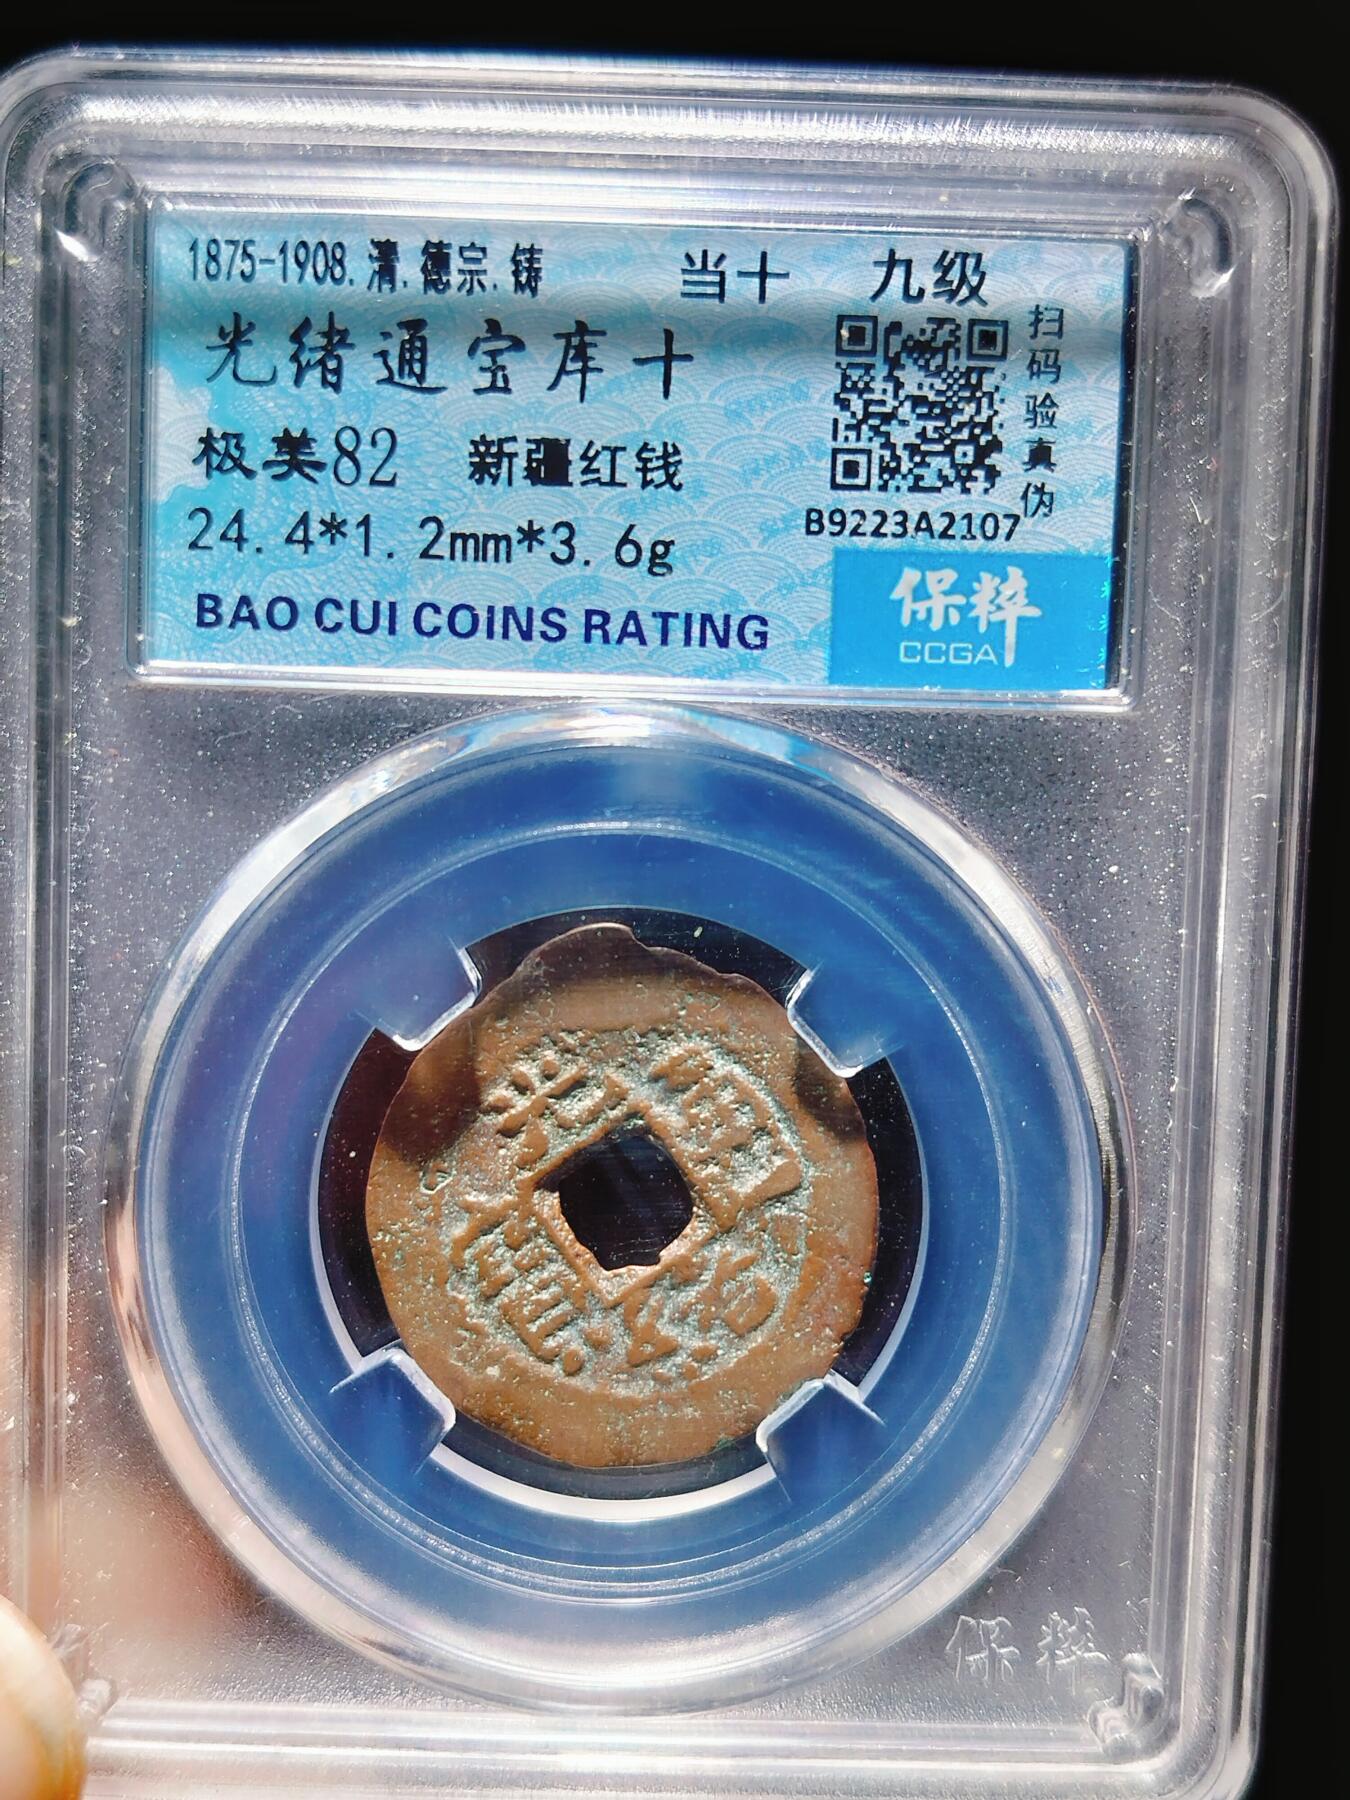 1875-1908.清.德宗.铸 当十 九级
光绪通宝库十
极美82 新疆红钱
24.4*1.2mm*3.6g
BAO CUI COINS RATING
扫码验真伪
B9223A2107
保粹
CCGA
光緒通寶
保粹